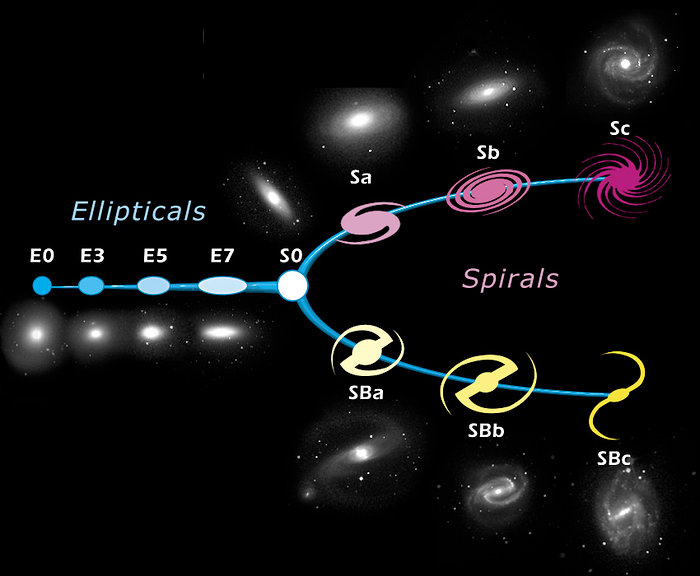 Sc
Sb
Sa
Ellipticals
E0 E3 E5 E7 S0
Spirals
SBa
SBb
SBc